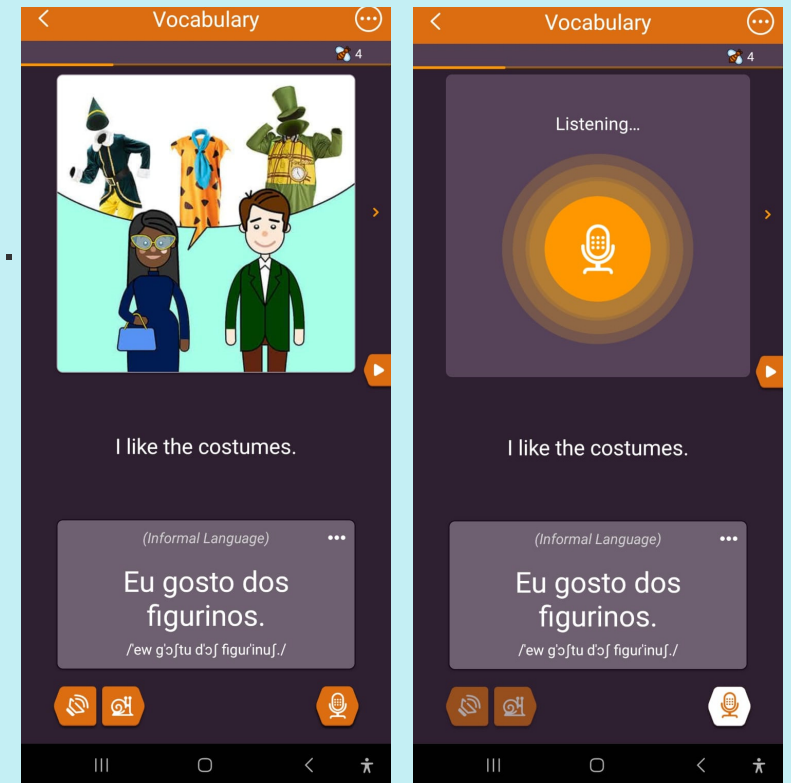 Vocabulary
4
I like the costumes.
(Informal Language)
Eu gosto dos
figurinos.
/ˈew gˈɔʃtu dˈɔʃ figuɾˈinuʃ./
Vocabulary
4
Listening...
I like the costumes.
(Informal Language)
Eu gosto dos
figurinos.
/ˈew gˈɔʃtu dˈɔʃ figuɾˈinuʃ./